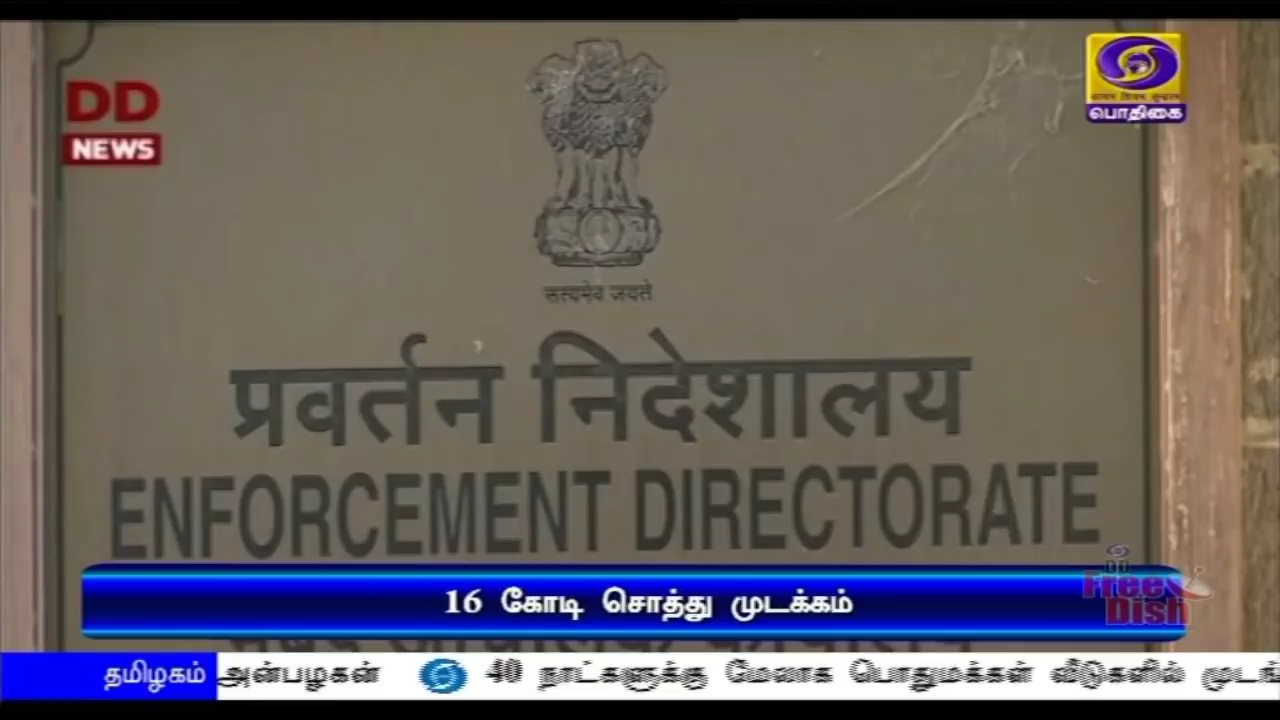 DD
NEWS
பொதிகை
सत्यमेव जयते
प्रवर्तन निदेशालय
ENFORCEMENT DIRECTORATE
16 கோடி சொத்து முடக்கம்
DD
Free
Dish
தமிழகம் அன்பழகன் 40 நாட்களுக்கு மேலாக பொதுமக்கள் வீடுகளில்